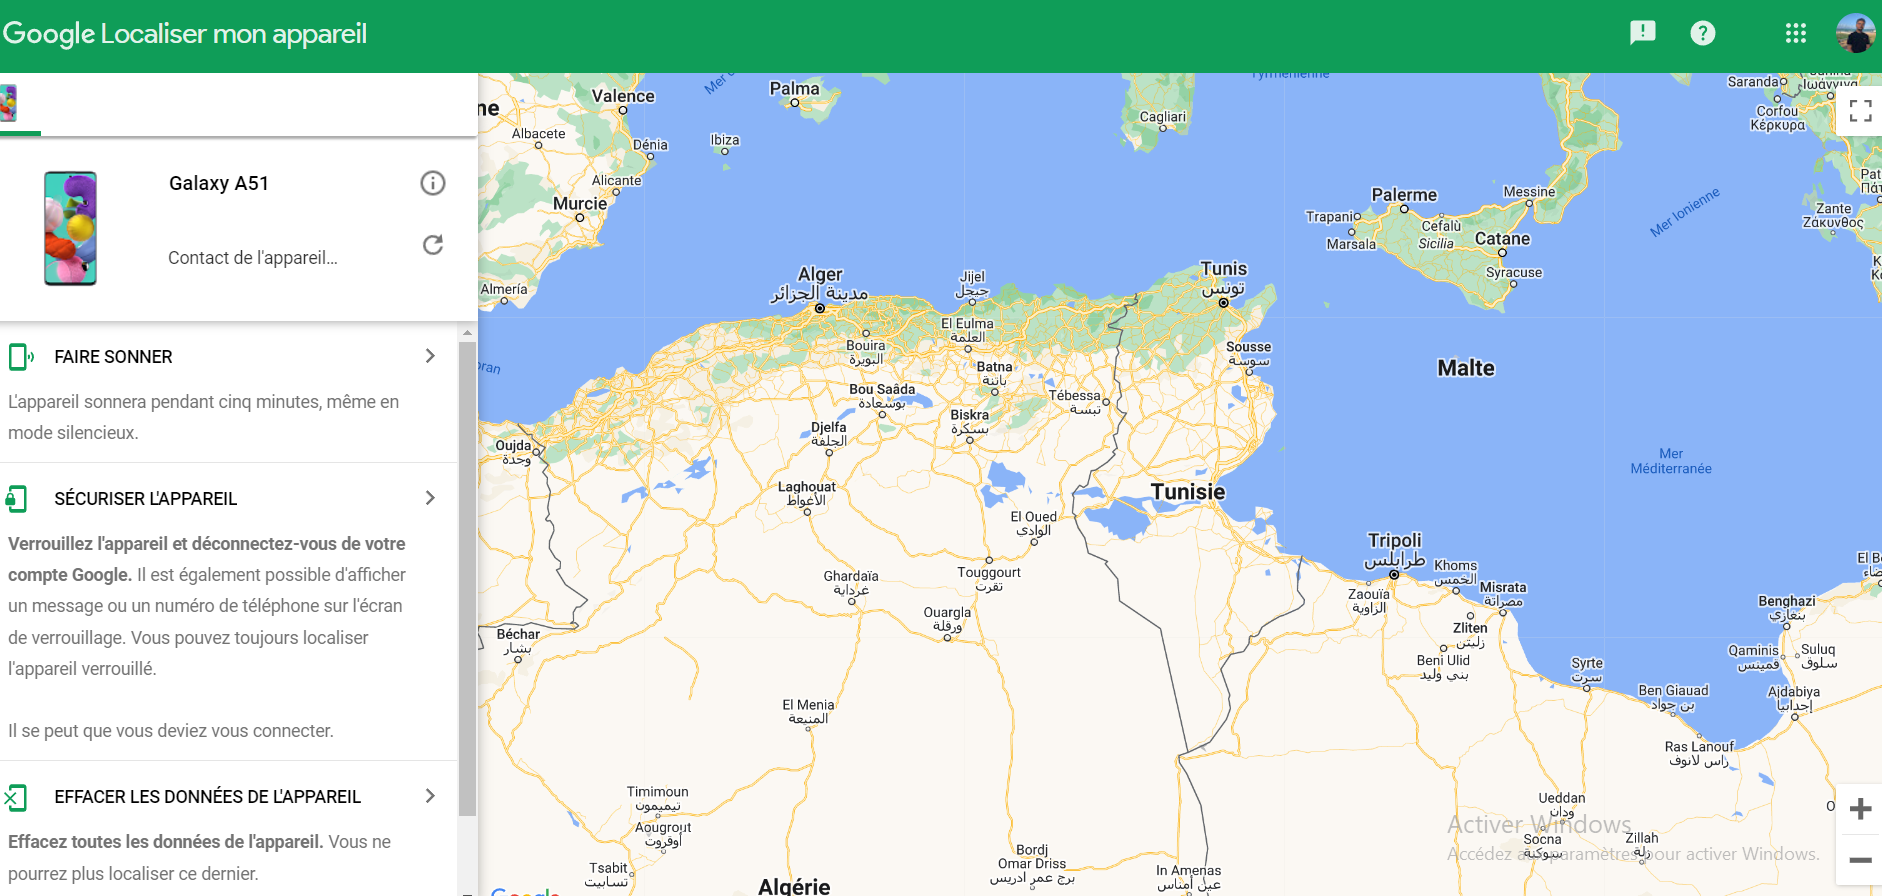 Google Localiser mon appareil
Galaxy A51
Contact de l'appareil...
FAIRE SONNER
L'appareil sonnera pendant cinq minutes, même en
mode silencieux.
SÉCURISER L'APPAREIL
Verrouillez l'appareil et déconnectez-vous de votre
compte Google. Il est également possible d'afficher
un message ou un numéro de téléphone sur l'écran
de verrouillage. Vous pouvez toujours localiser
l'appareil verrouillé.
Il se peut que vous deviez vous connecter.
EFFACER LES DONNÉES DE L'APPAREIL
Effacez toutes les données de l'appareil. Vous ne
pourrez plus localiser ce dernier.
Valence
Albacete
Dénia
Alicante
Murcie
Almería
Palma
Ibiza
Cagliari
Tyrrhénienne
Saranda
Corfou
Κέρκυρα
Palerme
Messine
Trapani
Marsala
Cefalù
Sicilia
Catane
Syracuse
Mer Ionienne
Zante
Ζάκυνθος
Alger
مدينة الجزائر
Jijel
جيجل
Tunis
تونس
El Eulma
العلمة
Bouira
البويرة
Sousse
سوسة
Batna
باتنة
Bou Saâda
بوسعادة
Tébessa
تبسة
Biskra
بسكرة
Djelfa
الجلفة
Malte
Oujda
وجدة
Mer
Méditerranée
Laghouat
الأغواط
Tunisie
El Oued
الوادي
Tripoli
طرابلس
Khoms
الخمس
Misrata
مصراتة
Zaouïa
الزاوية
Touggourt
تقرت
Ghardaïa
غرداية
Ouargla
ورقلة
Zliten
زليتن
Benghazi
بنغازي
Béchar
بشار
Beni Ulid
بني وليد
Qaminis
قمينس
Suluq
سلوق
Syrte
سرت
Ben Giauad
بن جواد
Ajdabiya
إجدابيا
El Menia
المنيعة
Ras Lanouf
راس لانوف
Timimoun
تيميمون
Aougrout
أوقروت
Ueddan
ودان
Socna
سوكنة
Zillah
زلة
Tsabit
تسابيت
Bordj
Omar Driss
برج عمر ادريس
In Amenas
عين أمناس
Algérie
Google
Activer Windows
Accédez aux paramètres pour activer Windows.